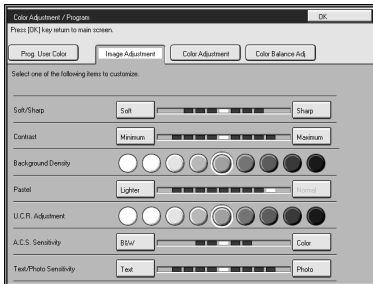 Color Adjustment / Program OK
Press [OK] key return to main screen.
Prog. User Color Image Adjustment Color Adjustment Color Balance Adj
Select one of the following items to customize.
Soft/Sharp Soft Sharp
Contrast Minimum Maximum
Background Density
Pastel Lighter Normal
U.C.R. Adjustment
A.C.S. Sensitivity B&W Color
Text/Photo Sensitivity Text Photo